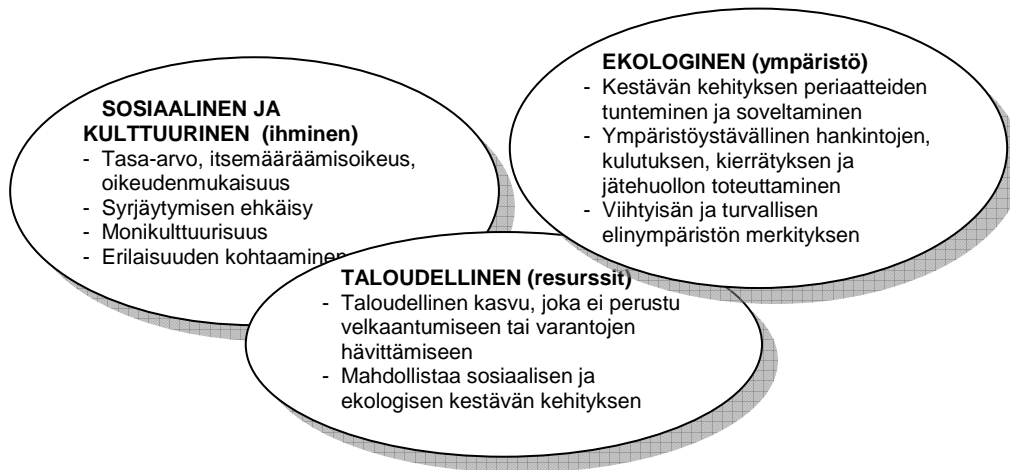 SOSIAALINEN JA
KULTTUURINEN (ihminen)
- Tasa-arvo, itsemääräämisoikeus,
oikeudenmukaisuus
- Syrjäytymisen ehkäisy
- Monikulttuurisuus
- Erilaisuuden kohtaaminen
EKOLOGINEN (ympäristö)
- Kestävän kehityksen periaatteiden
tunteminen ja soveltaminen
- Ympäristöystävällinen hankintojen,
kulutuksen, kierrätyksen ja
jätehuollon toteuttaminen
- Viihtyisän ja turvallisen
elinympäristön merkityksen
TALOUDELLINEN (resurssit)
- Taloudellinen kasvu, joka ei perustu
velkaantumiseen tai varantojen
hävittämiseen
- Mahdollistaa sosiaalisen ja
ekologisen kestävän kehityksen